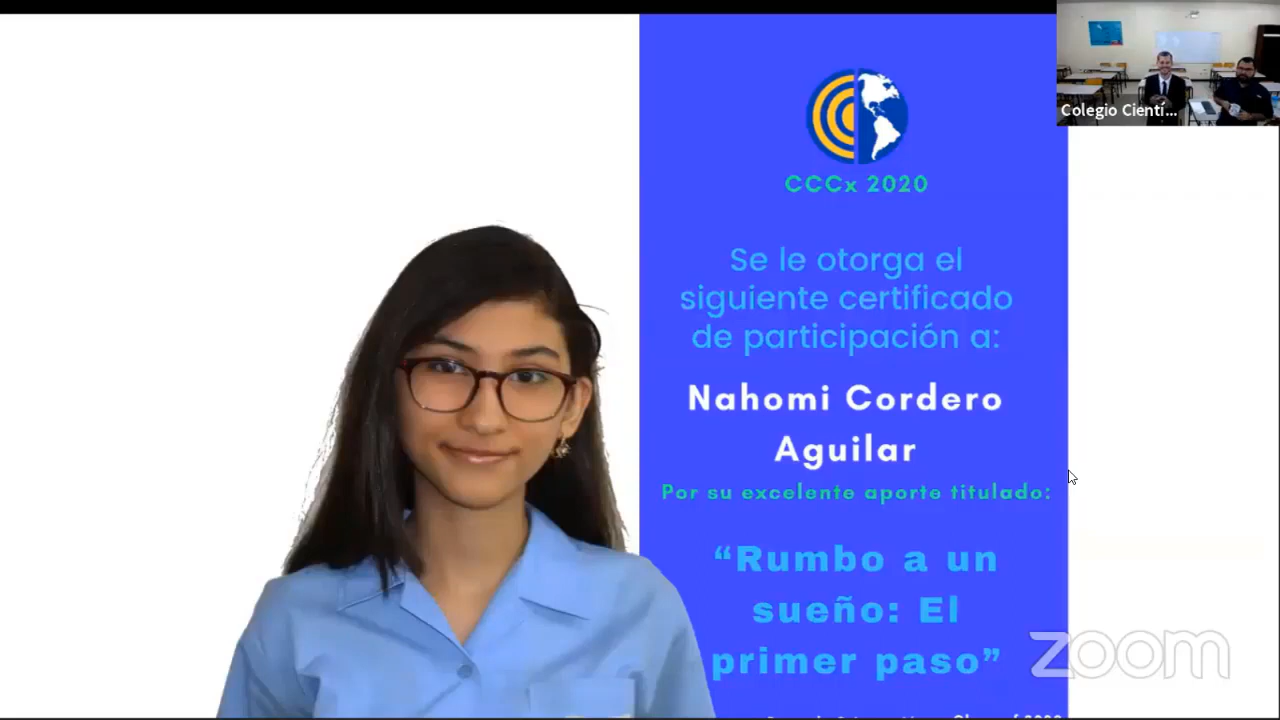 Colegio Cientí...
CCCx 2020
Se le otorga el
siguiente certificado
de participación a:
Nahomi Cordero
Aguilar
Por su excelente aporte titulado:
“Rumbo a un
sueño: El
primer paso”
zoom